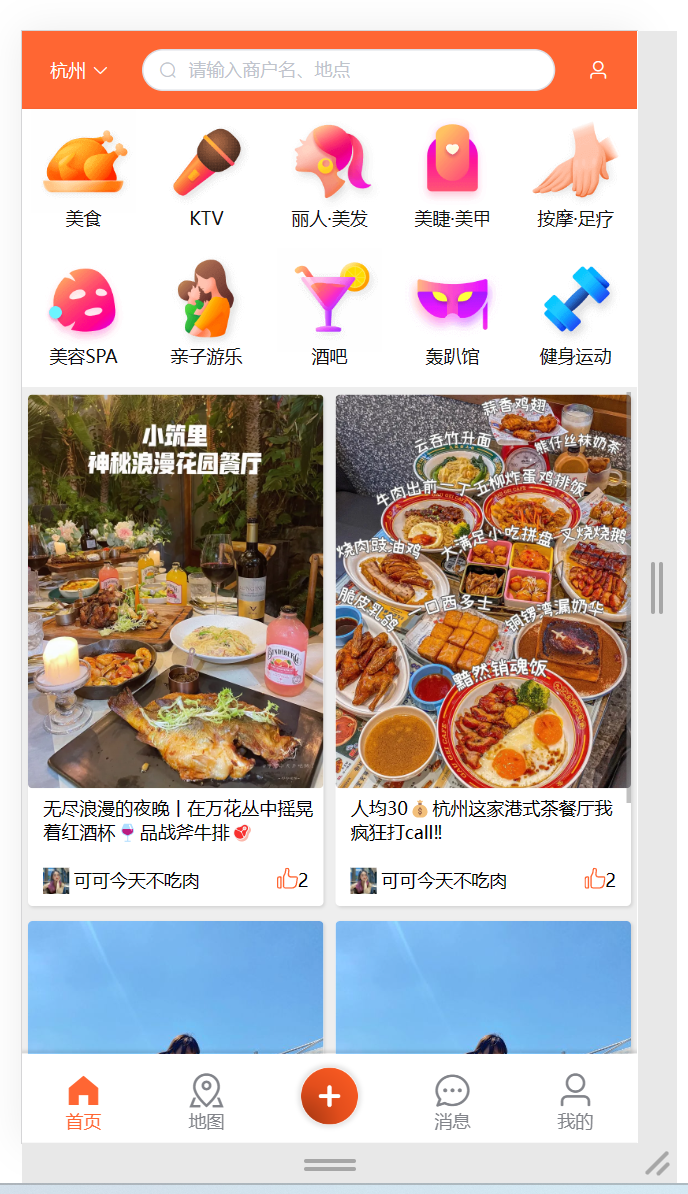 杭州
请输入商户名、地点
美食
KTV
丽人·美发
美睫·美甲
按摩·足疗
美容SPA
亲子游乐
酒吧
轰趴馆
健身运动
小筑里
神秘浪漫花园餐厅
BUNDABERG
蒜香鸡翅
云吞竹升面
熊仔丝袜奶茶
牛肉出前一丁
五柳炸蛋鸡排饭
烧肉豉油鸡
大满足小吃拼盘
叉烧烧鹅
脆皮乳鸽
口西多士
铜锣湾漏奶华
黯然销魂饭
无尽浪漫的夜晚丨在万花丛中摇晃
着红酒杯🍷品战斧牛排🥩
可可今天不吃肉
2
人均30💰杭州这家港式茶餐厅我
疯狂打call‼️
可可今天不吃肉
2
首页
地图
消息
我的